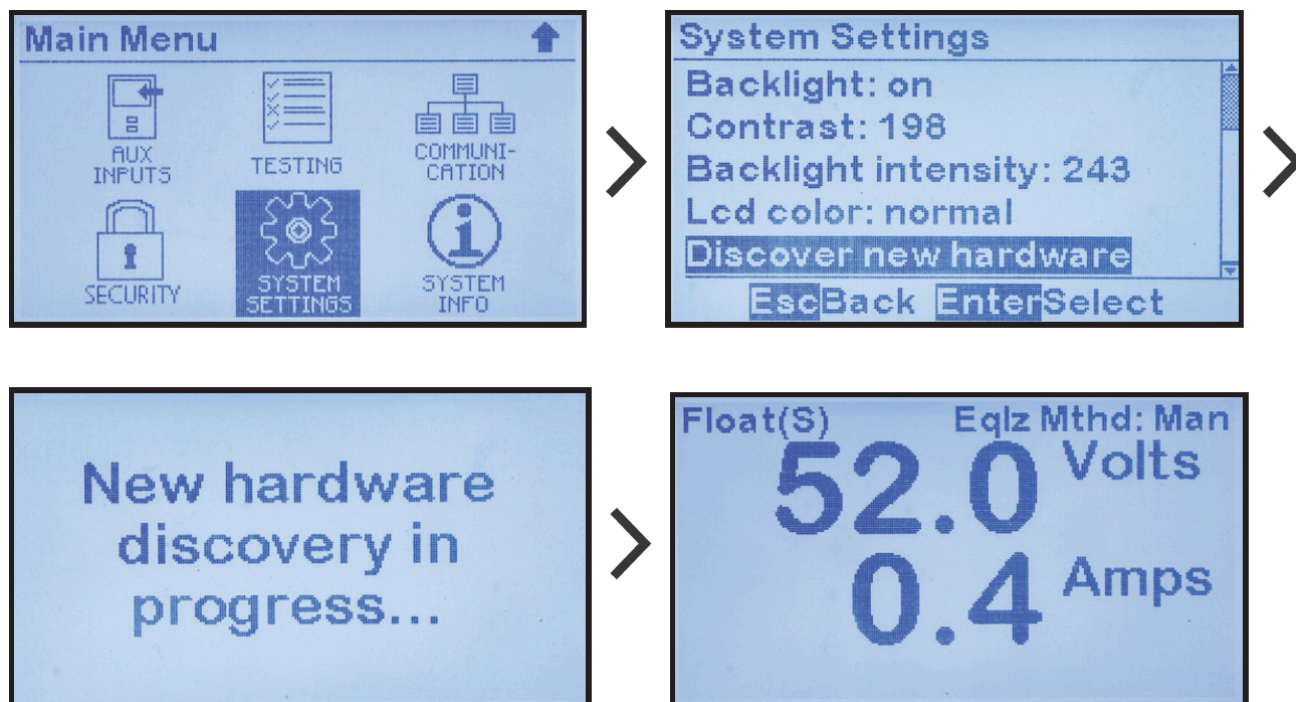 Main Menu
AUX
INPUTS
TESTING
COMMUNI-
CATION
SECURITY
SYSTEM
SETTINGS
SYSTEM
INFO
System Settings
Backlight: on
Contrast: 198
Backlight intensity: 243
Lcd color: normal
Discover new hardware
EscBack EnterSelect
New hardware
discovery in
progress...
Float(S) Eqlz Mthd: Man
52.0 Volts
0.4 Amps